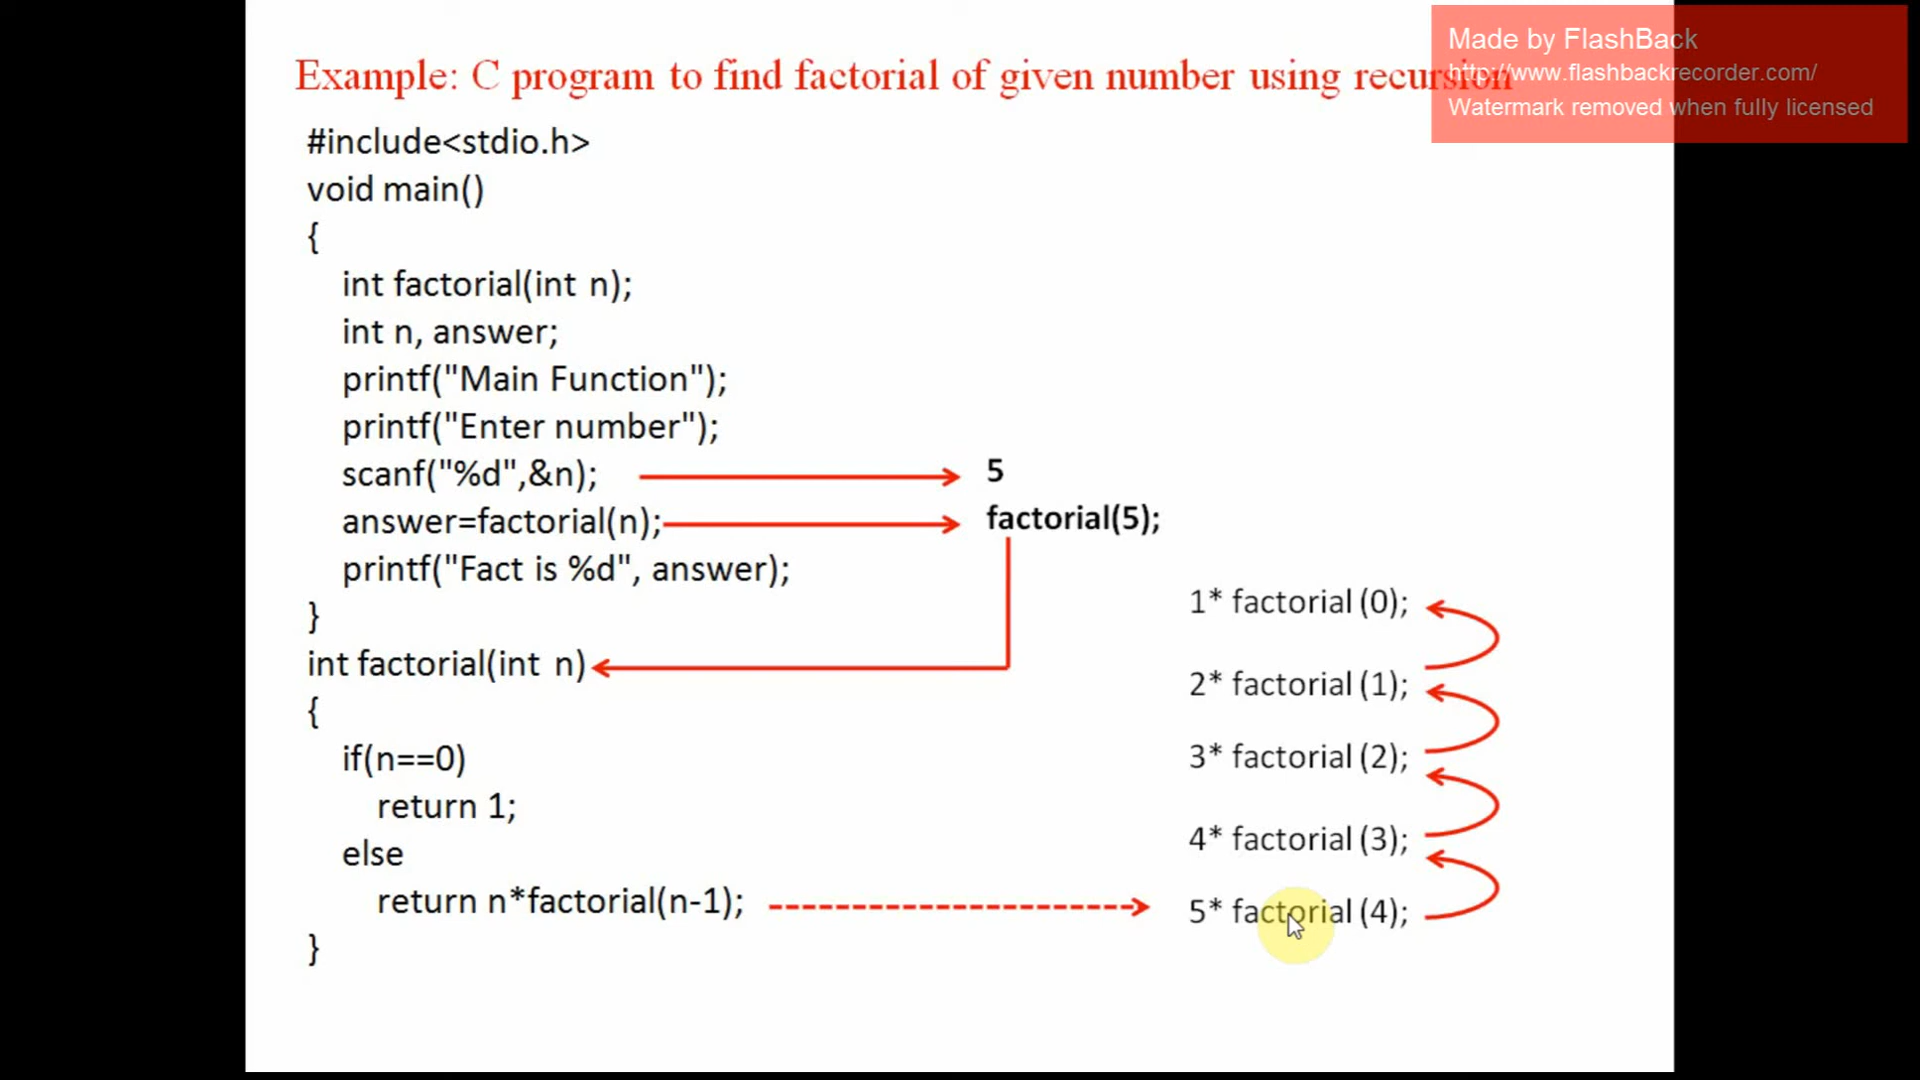 Made by FlashBack
http://www.flashbackrecorder.com/
Watermark removed when fully licensed
Example: C program to find factorial of given number using recursion
#include<stdio.h>
void main()
{
int factorial(int n);
int n, answer;
printf("Main Function");
printf("Enter number");
scanf("%d",&n);
5
answer=factorial(n);
factorial(5);
printf("Fact is %d", answer);
}
int factorial(int n)
{
if(n==0)
return 1;
else
return n*factorial(n-1);
}
1* factorial (0);
2* factorial (1);
3* factorial (2);
4* factorial (3);
5* factorial (4);